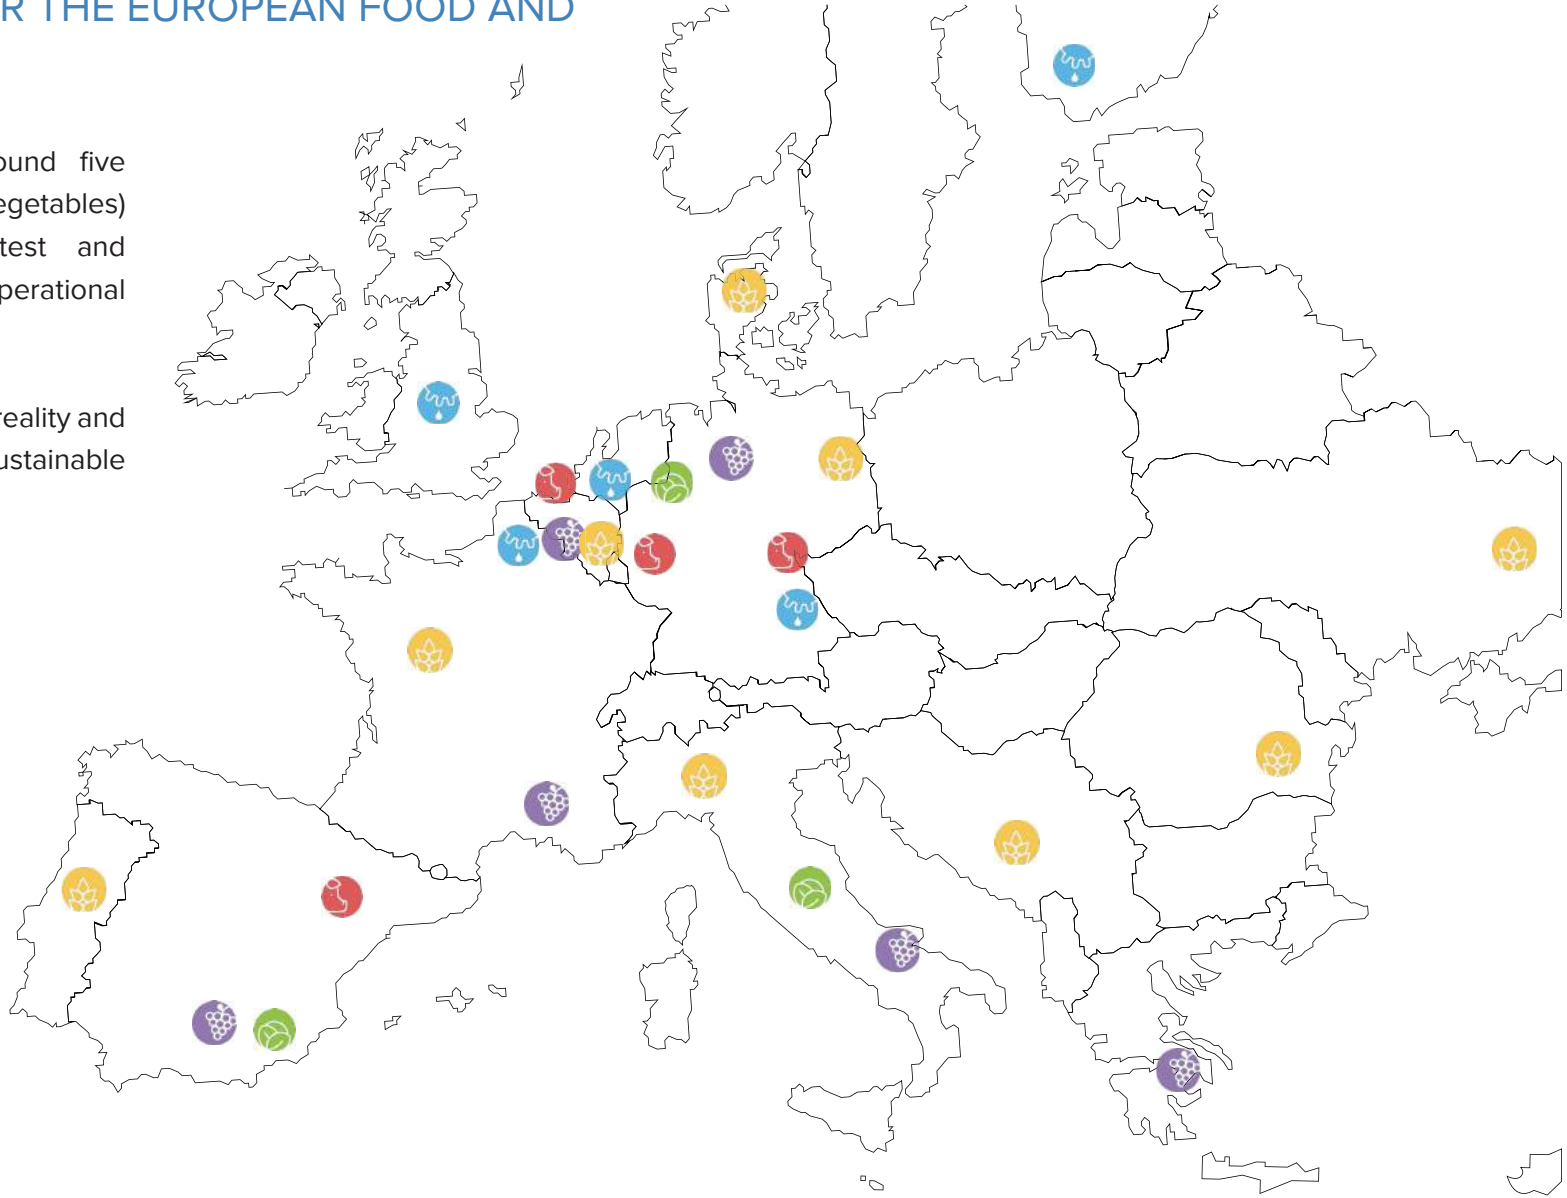 R THE EUROPEAN FOOD AND
ound five
egetables)
test and
perational
reality and
ustainable